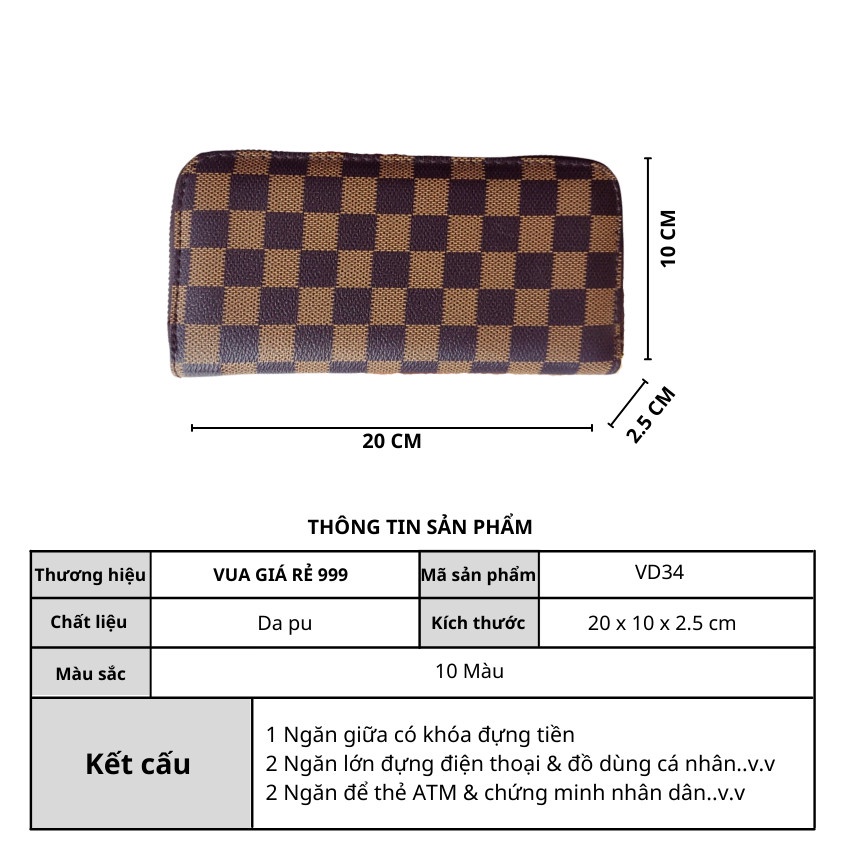 10 CM
2.5 CM
20 CM
THÔNG TIN SẢN PHẨM
Thương hiệu VUA GIÁ RẺ 999 Mã sản phẩm VD34
Chất liệu Da pu Kích thước 20 x 10 x 2.5 cm
Màu sắc 10 Màu
Kết cấu
1 Ngăn giữa có khóa đựng tiền
2 Ngăn lớn đựng điện thoại & đồ dùng cá nhân..v.v
2 Ngăn để thẻ ATM & chứng minh nhân dân..v.v